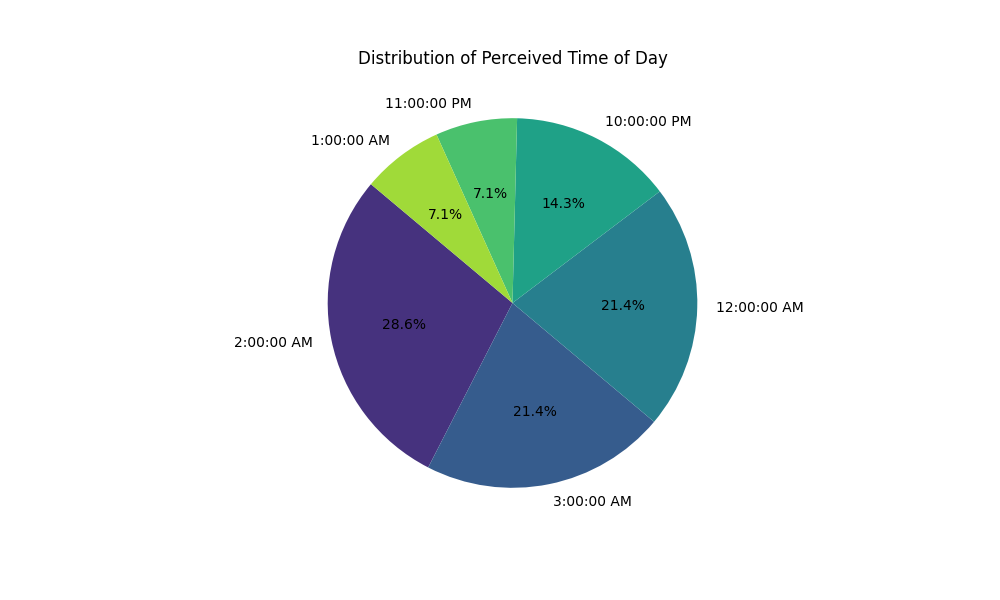 Distribution of Perceived Time of Day
11:00:00 PM
10:00:00 PM
1:00:00 AM
7.1%
14.3%
7.1%
21.4%
12:00:00 AM
28.6%
2:00:00 AM
21.4%
3:00:00 AM